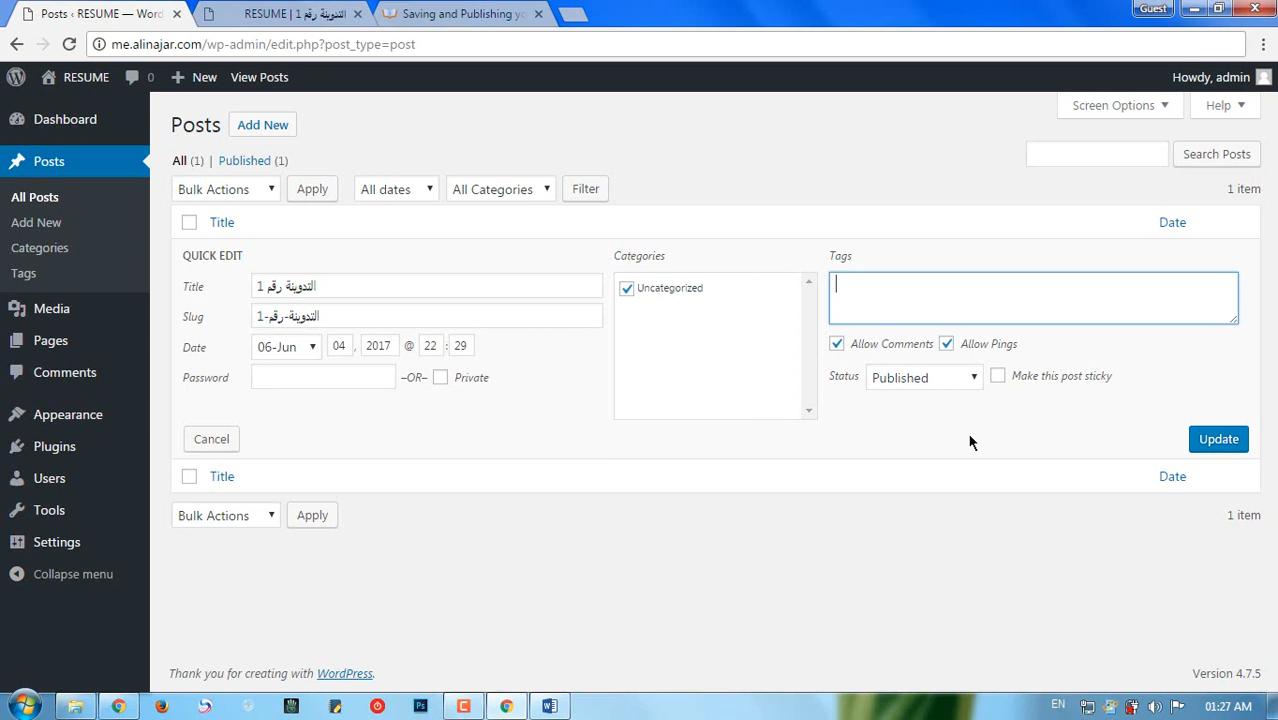 Posts ‹ RESUME — Wor
RESUME | التدوينة رقم 1
Saving and Publishing yo
Guest
me.alinajar.com/wp-admin/edit.php?post_type=post
RESUME
0
New
View Posts
Howdy, admin
Screen Options
Help
Dashboard
Posts
All Posts
Add New
Categories
Tags
Media
Pages
Comments
Appearance
Plugins
Users
Tools
Settings
Collapse menu
Posts
Add New
All (1) | Published (1)
Search Posts
Bulk Actions
Apply
All dates
All Categories
Filter
1 item
Title
Date
QUICK EDIT
Title
التدوينة رقم 1
Slug
التدوينة-رقم-1
Date
06-Jun
04 , 2017 @ 22 : 29
Password
–OR–
Private
Categories
Uncategorized
Tags
Allow Comments
Allow Pings
Status
Published
Make this post sticky
Cancel
Update
Title
Date
Bulk Actions
Apply
1 item
Thank you for creating with WordPress.
Version 4.7.5
EN
01:27 AM